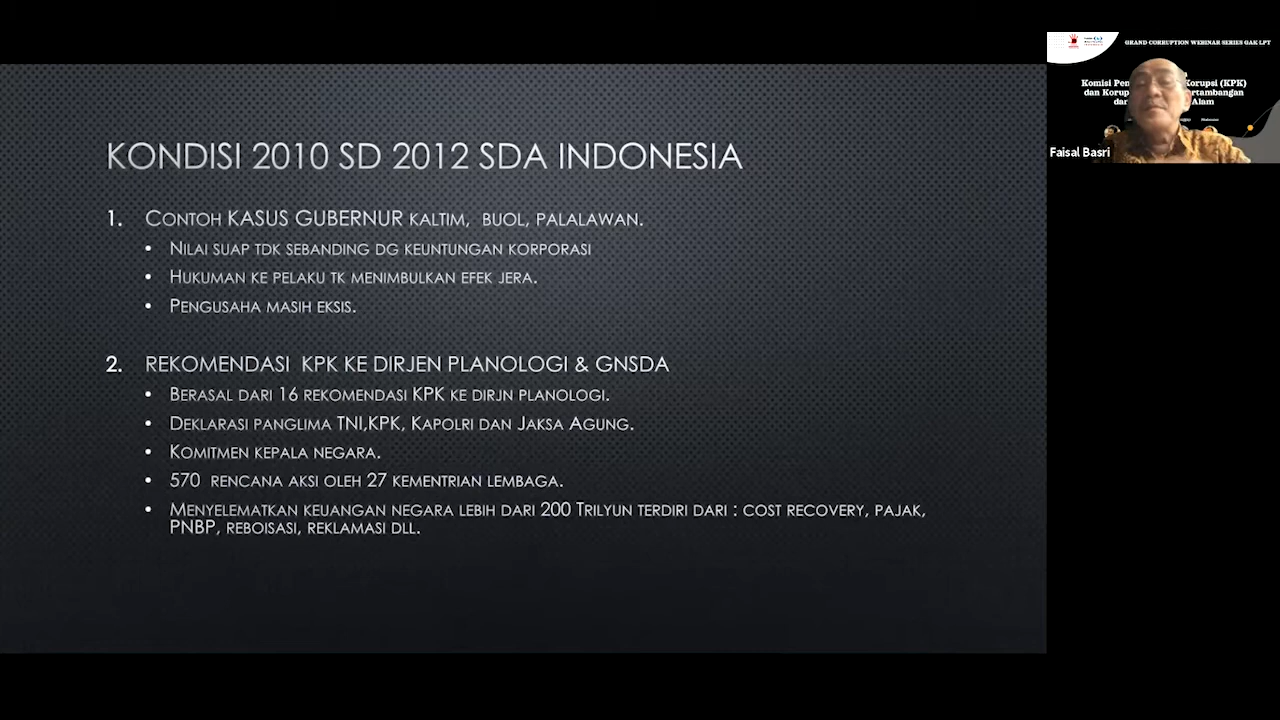 KONDISI 2010 SD 2012 SDA INDONESIA
1. CONTOH KASUS GUBERNUR KALTIM, BUOL, PALALAWAN.
• NILAI SUAP TDK SEBANDING DG KEUNTUNGAN KORPORASI
• HUKUMAN KE PELAKU TK MENIMBULKAN EFEK JERA.
• PENGUSAHA MASIH EKSIS.
2. REKOMENDASI KPK KE DIRJEN PLANOLOGI & GNSDA
• BERASAL DARI 16 REKOMENDASI KPK KE DIRJN PLANOLOGI.
• DEKLARASI PANGLIMA TNI,KPK, KAPOLRI DAN JAKSA AGUNG.
• KOMITMEN KEPALA NEGARA.
• 570 RENCANA AKSI OLEH 27 KEMENTRIAN LEMBAGA.
• MENYELEMATKAN KEUANGAN NEGARA LEBIH DARI 200 TRILYUN TERDIRI DARI : COST RECOVERY, PAJAK,
PNBP, REBOISASI, REKLAMASI DLL.
GRAND CORRUPTION WEBINAR SERIES GAK LPT
Komisi Pen Korupsi (KPK)
dan Korup rtambangan
da Alam
Faisal Basri